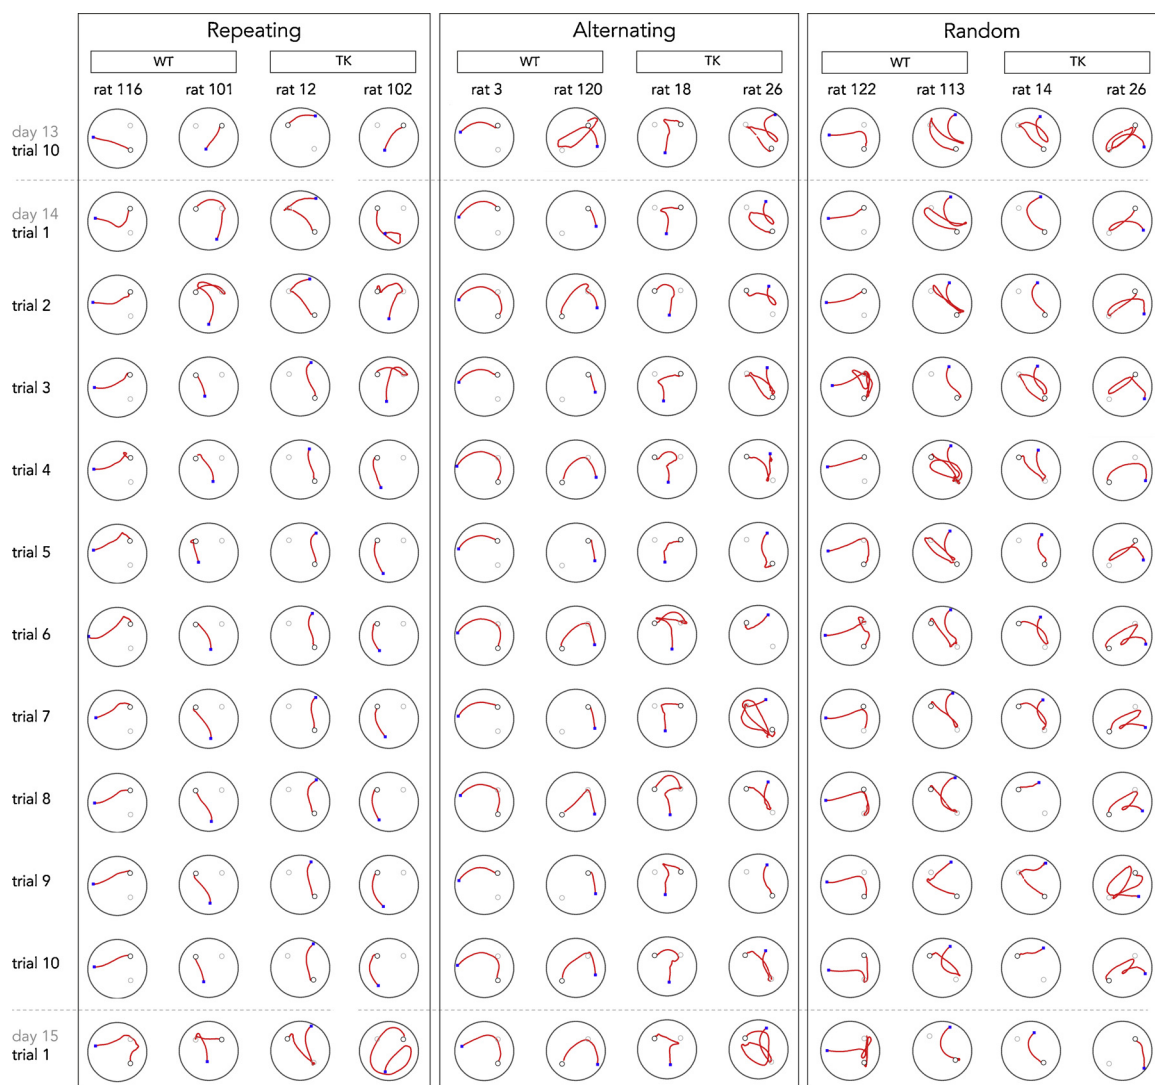 Repeating Alternating Random
WT TK WT TK WT TK
rat 116 rat 101 rat 12 rat 102 rat 3 rat 120 rat 18 rat 26 rat 122 rat 113 rat 14 rat 26
day 13
trial 10
day 14
trial 1
trial 2
trial 3
trial 4
trial 5
trial 6
trial 7
trial 8
trial 9
trial 10
day 15
trial 1